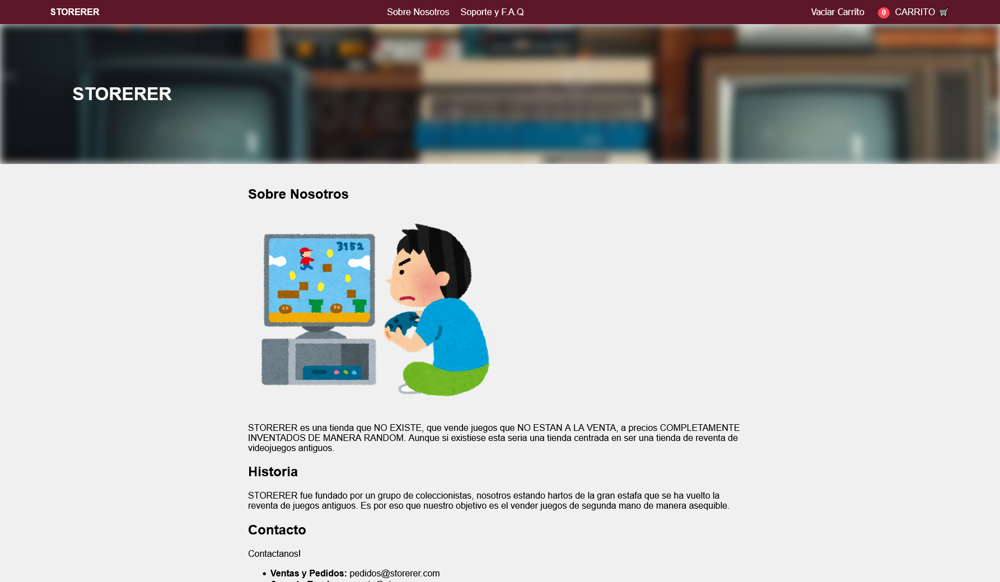 STORERER
Sobre Nosotros
Soporte y F.A.Q
Vaciar Carrito
0
CARRITO
STORERER
Sobre Nosotros
3152
STORERER es una tienda que NO EXISTE, que vende juegos que NO ESTAN A LA VENTA, a precios COMPLETAMENTE
INVENTADOS DE MANERA RANDOM. Aunque si existiese esta seria una tienda centrada en ser una tienda de reventa de
videojuegos antiguos.
Historia
STORERER fue fundado por un grupo de coleccionistas, nosotros estando hartos de la gran estafa que se ha vuelto la
reventa de juegos antiguos. Es por eso que nuestro objetivo es el vender juegos de segunda mano de manera asequible.
Contacto
Contactanos!
Ventas y Pedidos: pedidos@storerer.com